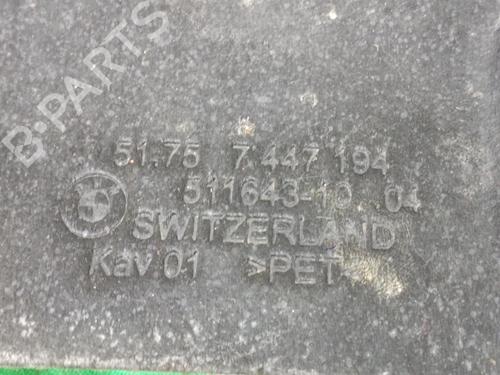 B-PARTS
51.75 7 447 194
511643-10 04
SWITZERLAND
Kav.01 >PET<